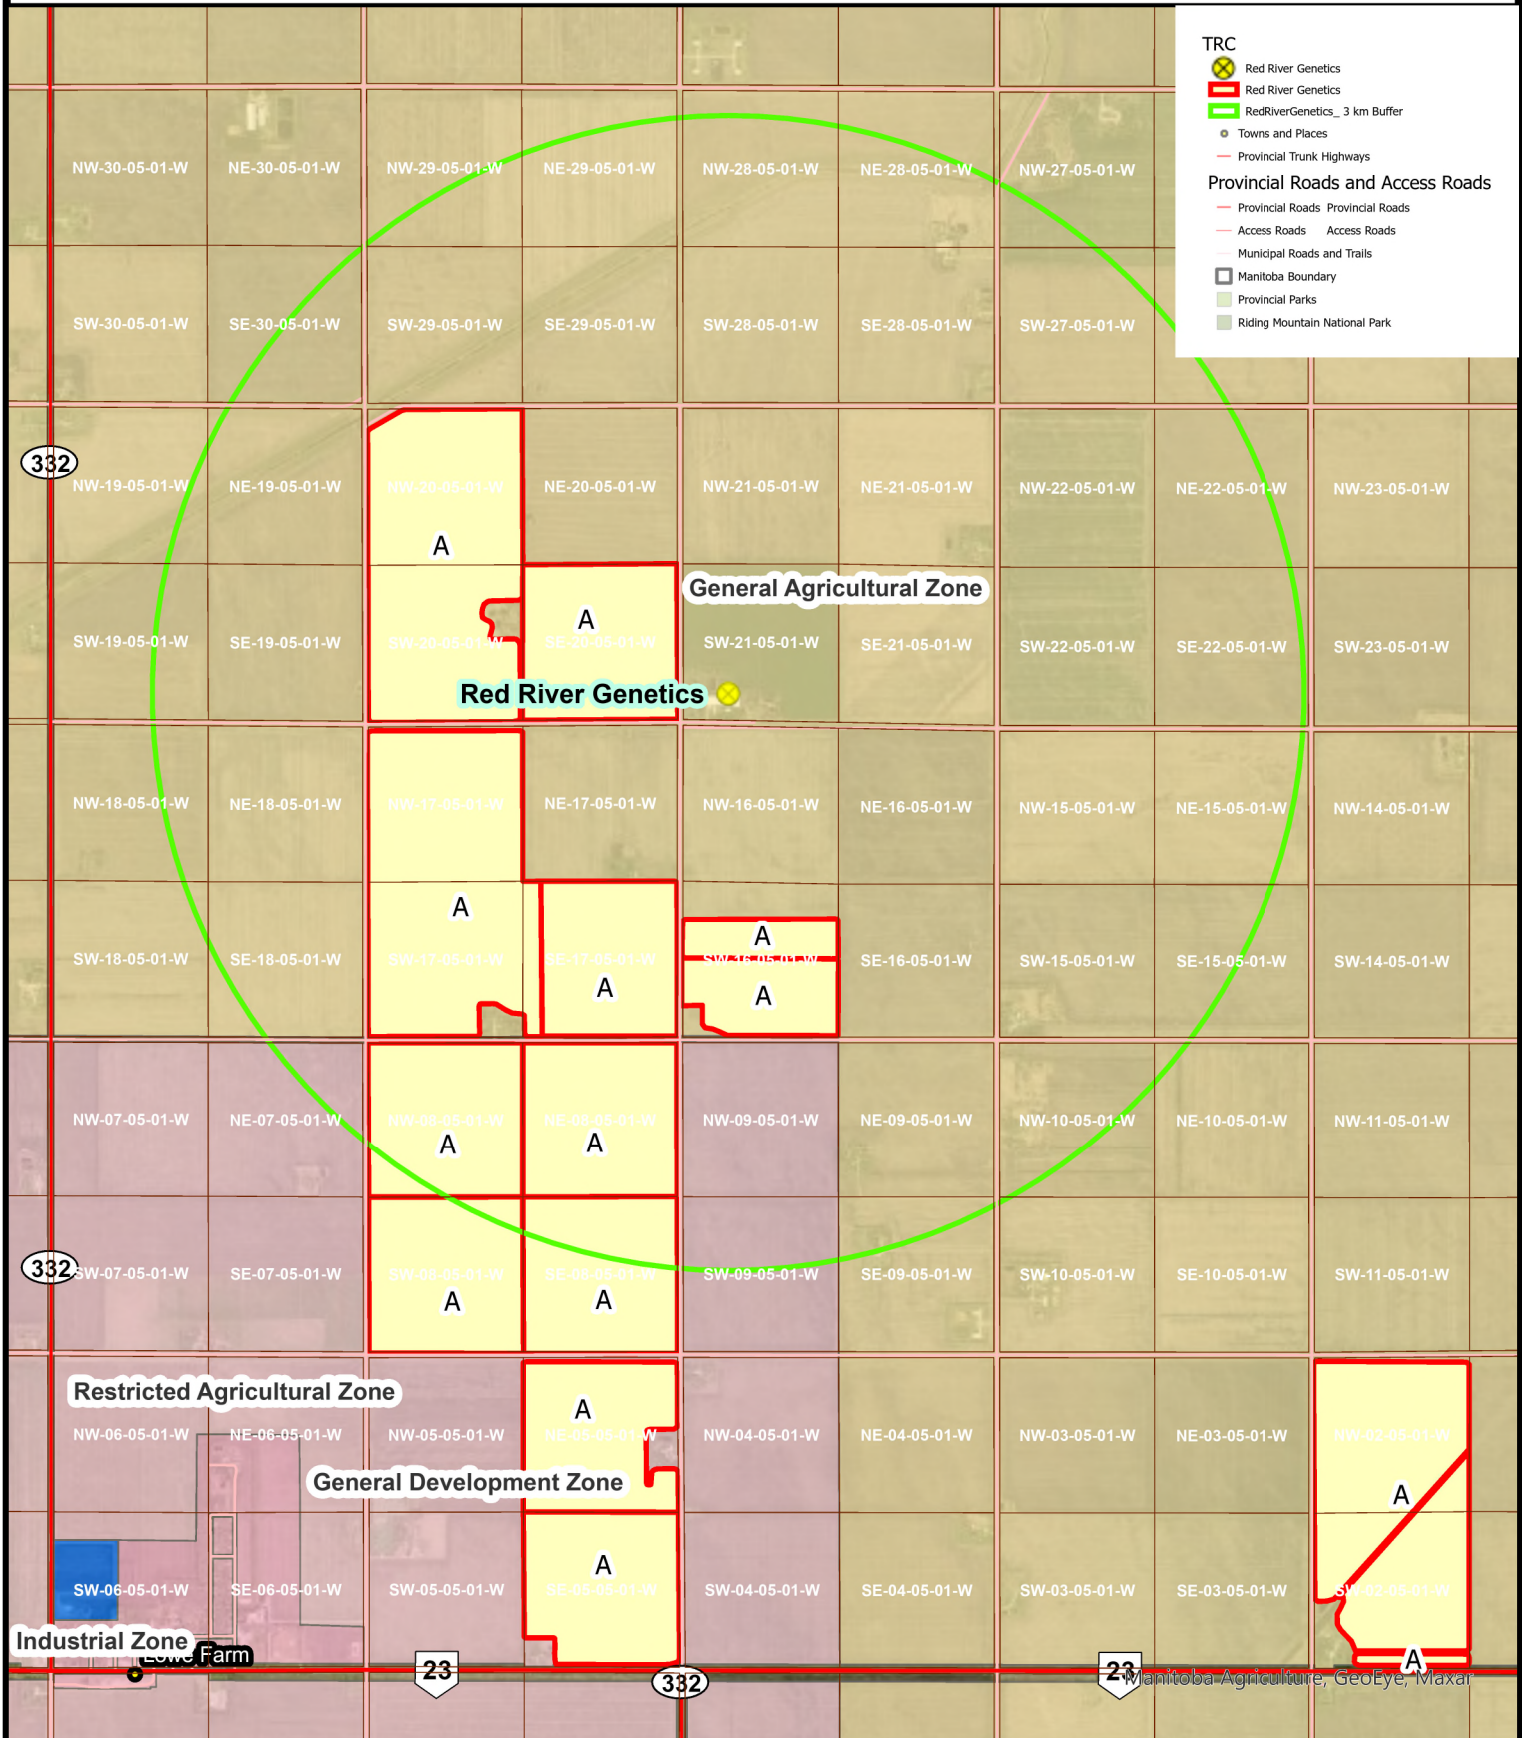 TRC
Red River Genetics
Red River Genetics
RedRiverGenetics_ 3 km Buffer
Towns and Places
Provincial Trunk Highways
Provincial Roads and Access Roads
Provincial Roads Provincial Roads
Access Roads Access Roads
Municipal Roads and Trails
Manitoba Boundary
Provincial Parks
Riding Mountain National Park
NW-30-05-01-W NE-30-05-01-W NW-29-05-01-W NE-29-05-01-W NW-28-05-01-W NE-28-05-01-W NW-27-05-01-W
SW-30-05-01-W SE-30-05-01-W SW-29-05-01-W SE-29-05-01-W SW-28-05-01-W SE-28-05-01-W SW-27-05-01-W
332
NW-19-05-01-W NE-19-05-01-W NW-20-05-01-W NE-20-05-01-W NW-21-05-01-W NE-21-05-01-W NW-22-05-01-W NE-22-05-01-W NW-23-05-01-W
A
General Agricultural Zone
A
SW-19-05-01-W SE-19-05-01-W SW-20-05-01-W SE-20-05-01-W SW-21-05-01-W SE-21-05-01-W SW-22-05-01-W SE-22-05-01-W SW-23-05-01-W
Red River Genetics
NW-18-05-01-W NE-18-05-01-W NW-17-05-01-W NE-17-05-01-W NW-16-05-01-W NE-16-05-01-W NW-15-05-01-W NE-15-05-01-W NW-14-05-01-W
A
A
SW-18-05-01-W SE-18-05-01-W SW-17-05-01-W SE-17-05-01-W SW-16-05-01-W SE-16-05-01-W SW-15-05-01-W SE-15-05-01-W SW-14-05-01-W
A
A
NW-07-05-01-W NE-07-05-01-W NW-08-05-01-W NE-08-05-01-W NW-09-05-01-W NE-09-05-01-W NW-10-05-01-W NE-10-05-01-W NW-11-05-01-W
A
A
332
SW-07-05-01-W SE-07-05-01-W SW-08-05-01-W SE-08-05-01-W SW-09-05-01-W SE-09-05-01-W SW-10-05-01-W SE-10-05-01-W SW-11-05-01-W
A
A
Restricted Agricultural Zone
A
NW-06-05-01-W NE-06-05-01-W NW-05-05-01-W NE-05-05-01-W NW-04-05-01-W NE-04-05-01-W NW-03-05-01-W NE-03-05-01-W NW-02-05-01-W
General Development Zone
A
A
SW-06-05-01-W SE-06-05-01-W SW-05-05-01-W SE-05-05-01-W SW-04-05-01-W SE-04-05-01-W SW-03-05-01-W SE-03-05-01-W SW-02-05-01-W
Industrial Zone
Lowe Farm
A
23
332
23
Manitoba Agriculture, GeoEye, Maxar